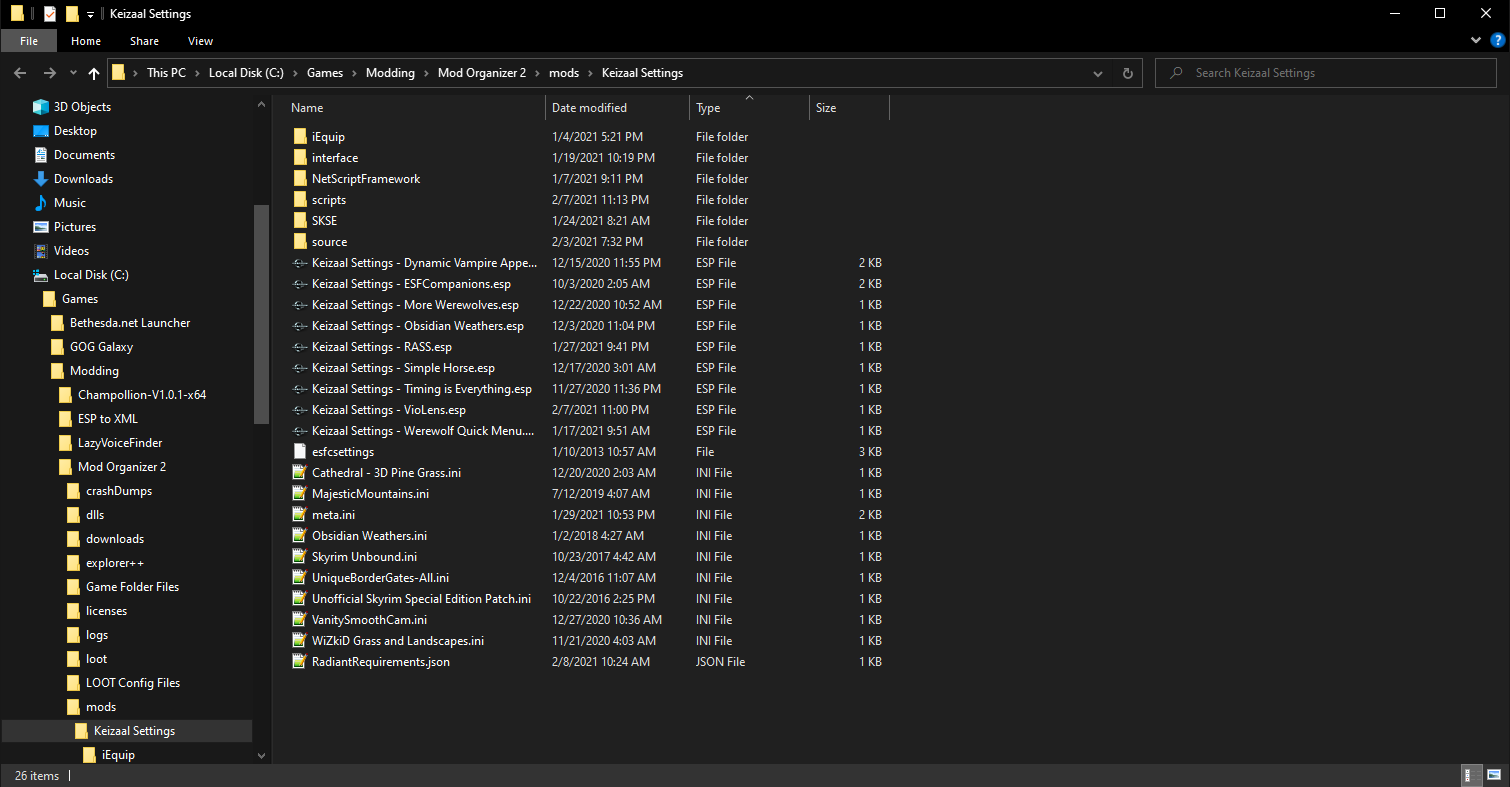 Keizaal Settings
File Home Share View
This PC Local Disk (C:) Games Modding Mod Organizer 2 mods Keizaal Settings
Search Keizaal Settings
3D Objects
Desktop
Documents
Downloads
Music
Pictures
Videos
Local Disk (C:)
Games
Bethesda.net Launcher
GOG Galaxy
Modding
Champollion-V1.0.1-x64
ESP to XML
LazyVoiceFinder
Mod Organizer 2
crashDumps
dlls
downloads
explorer++
Game Folder Files
licenses
logs
loot
LOOT Config Files
mods
Keizaal Settings
iEquip
Name Date modified Type Size
iEquip 1/4/2021 5:21 PM File folder
interface 1/19/2021 10:19 PM File folder
NetScriptFramework 1/7/2021 9:11 PM File folder
scripts 2/7/2021 11:13 PM File folder
SKSE 1/24/2021 8:21 AM File folder
source 2/3/2021 7:32 PM File folder
Keizaal Settings - Dynamic Vampire Appe... 12/15/2020 11:55 PM ESP File 2 KB
Keizaal Settings - ESFCompanions.esp 10/3/2020 2:05 AM ESP File 2 KB
Keizaal Settings - More Werewolves.esp 12/22/2020 10:52 AM ESP File 1 KB
Keizaal Settings - Obsidian Weathers.esp 12/3/2020 11:04 PM ESP File 1 KB
Keizaal Settings - RASS.esp 1/27/2021 9:41 PM ESP File 1 KB
Keizaal Settings - Simple Horse.esp 12/17/2020 3:01 AM ESP File 1 KB
Keizaal Settings - Timing is Everything.esp 11/27/2020 11:36 PM ESP File 1 KB
Keizaal Settings - VioLens.esp 2/7/2021 11:00 PM ESP File 1 KB
Keizaal Settings - Werewolf Quick Menu.... 1/17/2021 9:51 AM ESP File 1 KB
esfcsettings 1/10/2013 10:57 AM File 3 KB
Cathedral - 3D Pine Grass.ini 12/20/2020 2:03 AM INI File 1 KB
MajesticMountains.ini 7/12/2019 4:07 AM INI File 1 KB
meta.ini 1/29/2021 10:53 PM INI File 2 KB
Obsidian Weathers.ini 1/2/2018 4:27 AM INI File 1 KB
Skyrim Unbound.ini 10/23/2017 4:42 AM INI File 1 KB
UniqueBorderGates-All.ini 12/4/2016 11:07 AM INI File 1 KB
Unofficial Skyrim Special Edition Patch.ini 10/22/2016 2:25 PM INI File 1 KB
VanitySmoothCam.ini 12/27/2020 10:36 AM INI File 1 KB
WiZkiD Grass and Landscapes.ini 11/21/2020 4:03 AM INI File 1 KB
RadiantRequirements.json 2/8/2021 10:24 AM JSON File 1 KB
26 items